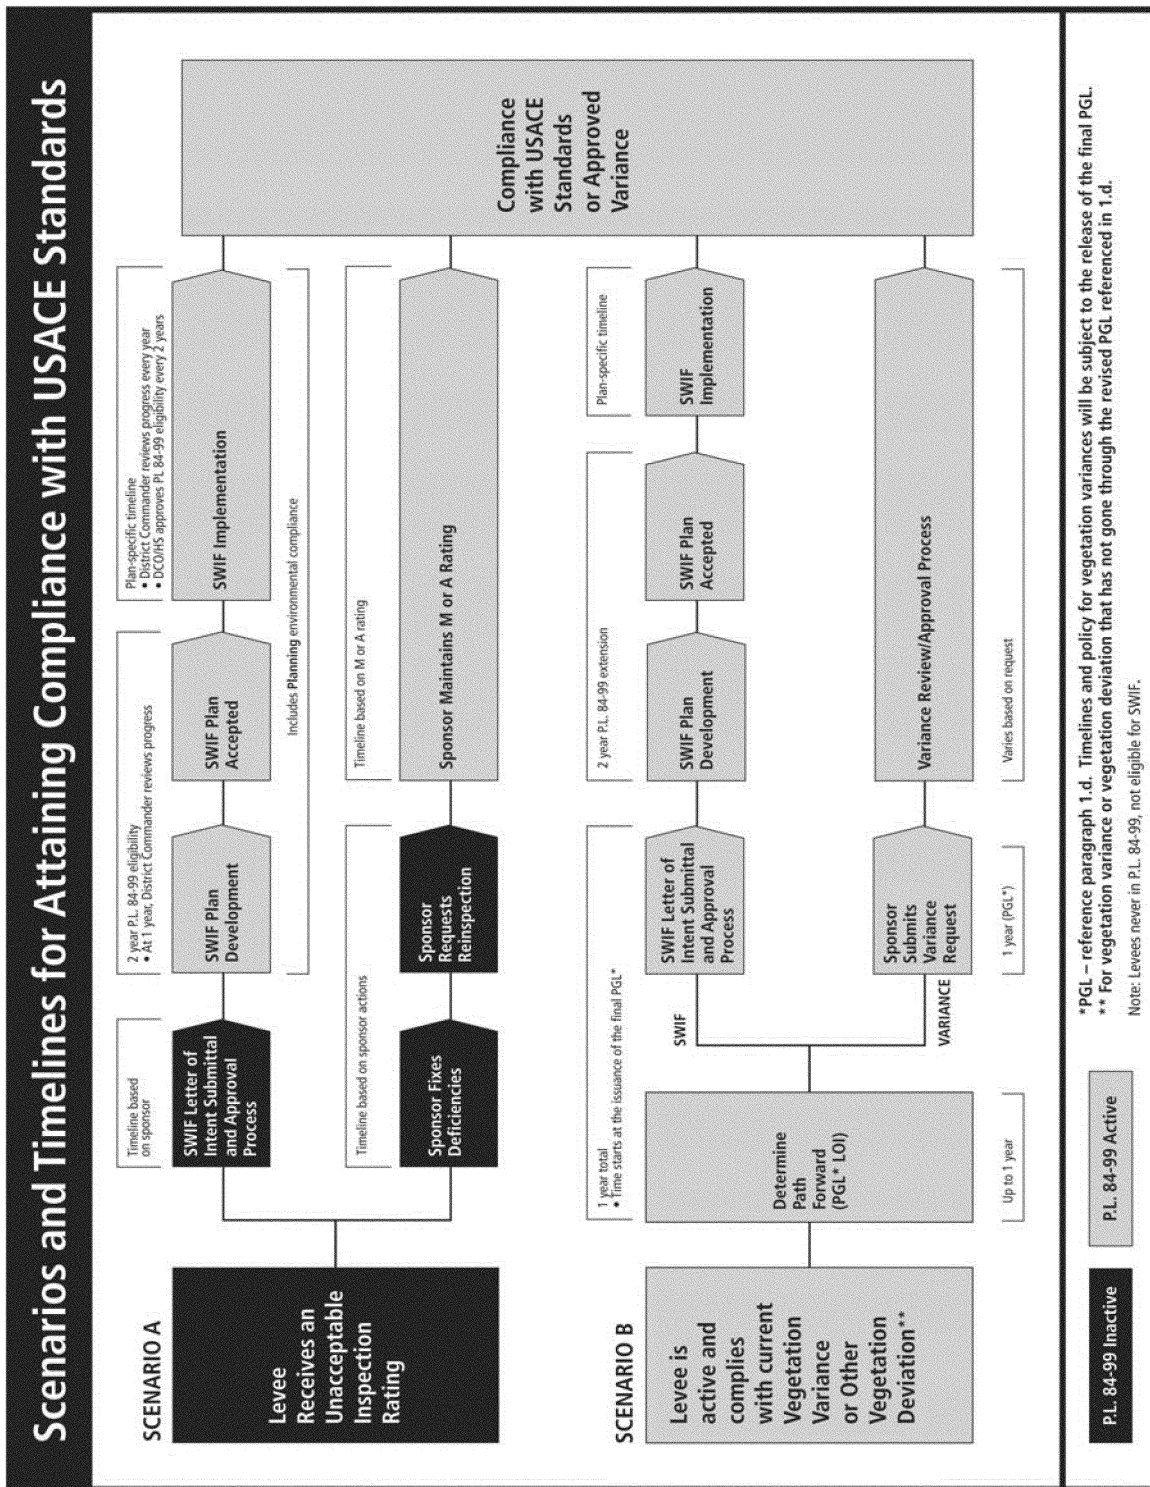 Scenarios and Timelines for Attaining Compliance with USACE Standards
SCENARIO A
Levee
Receives an
Unacceptable
Inspection
Rating
Timeline based
on sponsor
SWIF Letter of
Intent Submittal
and Approval
Process
2 year P.L. 84-99 eligibility
• At 1 year, District Commander reviews progress
SWIF Plan
Development
SWIF Plan
Accepted
Plan-specific timeline
• District Commander reviews progress every year
• DCO/HS approves PL 84-99 eligibility every 2 years
SWIF Implementation
Includes Planning environmental compliance
Timeline based on sponsor actions
Sponsor Fixes
Deficiencies
Sponsor
Requests
Reinspection
Timeline based on M or A rating
Sponsor Maintains M or A Rating
Compliance
with USACE
Standards
or Approved
Variance
SCENARIO B
Levee is
active and
complies
with current
Vegetation
Variance
or Other
Vegetation
Deviation**
1 year total
• Time starts at the issuance of the final PGL*
Determine
Path
Forward
(PGL* LOI)
Up to 1 year
SWIF
SWIF Letter of
Intent Submittal
and Approval
Process
2 year P.L. 84-99 extension
SWIF Plan
Development
SWIF Plan
Accepted
Plan-specific timeline
SWIF
Implementation
VARIANCE
Sponsor
Submits
Variance
Request
1 year (PGL*)
Variance Review/Approval Process
Varies based on request
P.L. 84-99 Inactive
P.L. 84-99 Active
*PGL – reference paragraph 1.d. Timelines and policy for vegetation variances will be subject to the release of the final PGL.
** For vegetation variance or vegetation deviation that has not gone through the revised PGL referenced in 1.d.
Note: Levees never in P.L. 84-99, not eligible for SWIF.